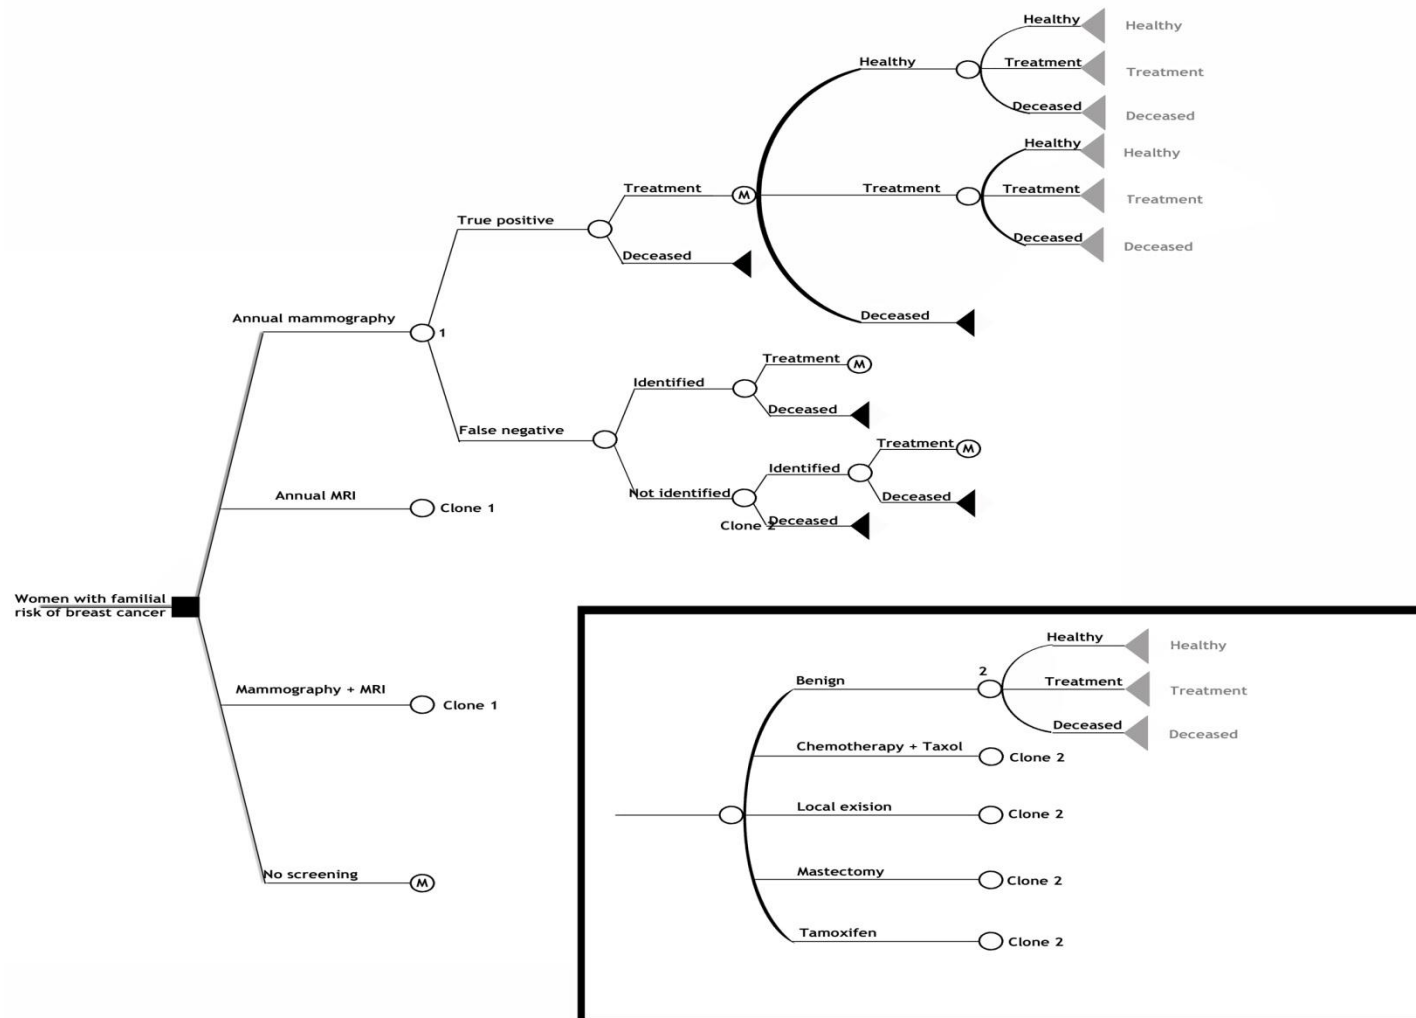 Healthy
Healthy
Healthy
Treatment
Treatment
Deceased
Deceased
Healthy
Healthy
Treatment
M
Treatment
Treatment
Treatment
True positive
Deceased
Deceased
Deceased
Deceased
Annual mammography
1
Treatment
M
Identified
Deceased
False negative
Treatment
M
Identified
Deceased
Not identified
Deceased
Clone 2
Annual MRI
Clone 1
Women with familial
risk of breast cancer
Mammography + MRI
Clone 1
No screening
M
Healthy
Healthy
Benign
2
Treatment
Treatment
Deceased
Deceased
Chemotherapy + Taxol
Clone 2
Local exision
Clone 2
Mastectomy
Clone 2
Tamoxifen
Clone 2